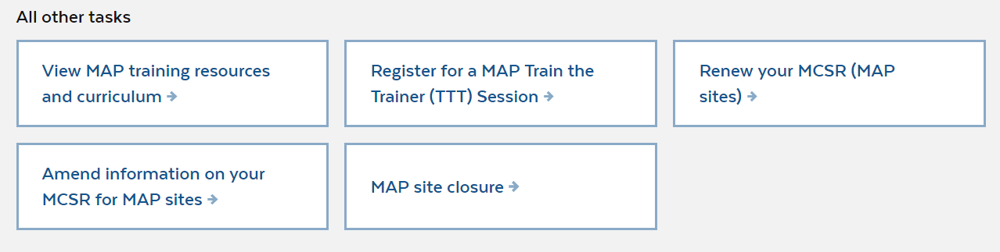 All other tasks
View MAP training resources
and curriculum →
Register for a MAP Train the
Trainer (TTT) Session →
Renew your MCSR (MAP
sites) →
Amend information on your
MCSR for MAP sites →
MAP site closure →